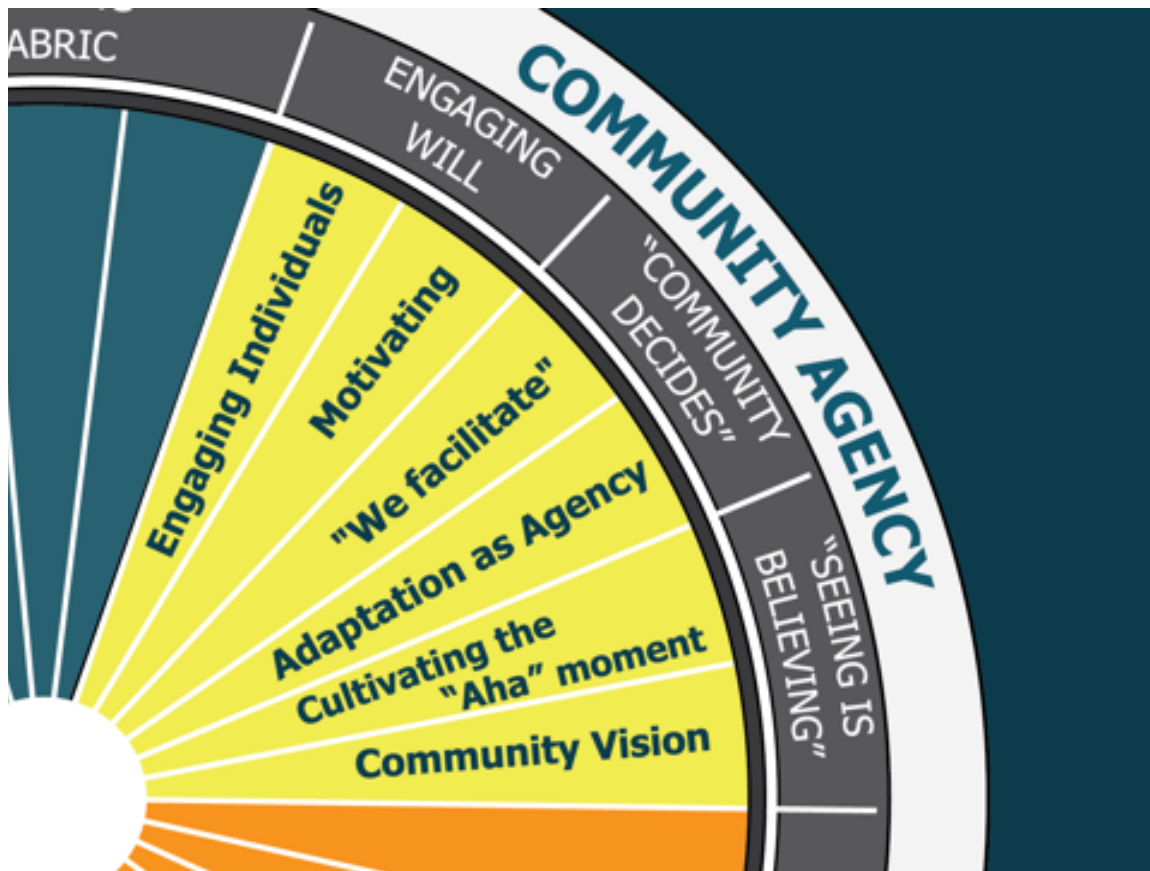 ABRIC
ENGAGING
WILL
COMMUNITY AGENCY
“COMMUNITY
DECIDES”
“SEEING IS
BELIEVING”
Engaging Individuals
Motivating
"We facilitate"
Adaptation as Agency
Cultivating the
“Aha” moment
Community Vision